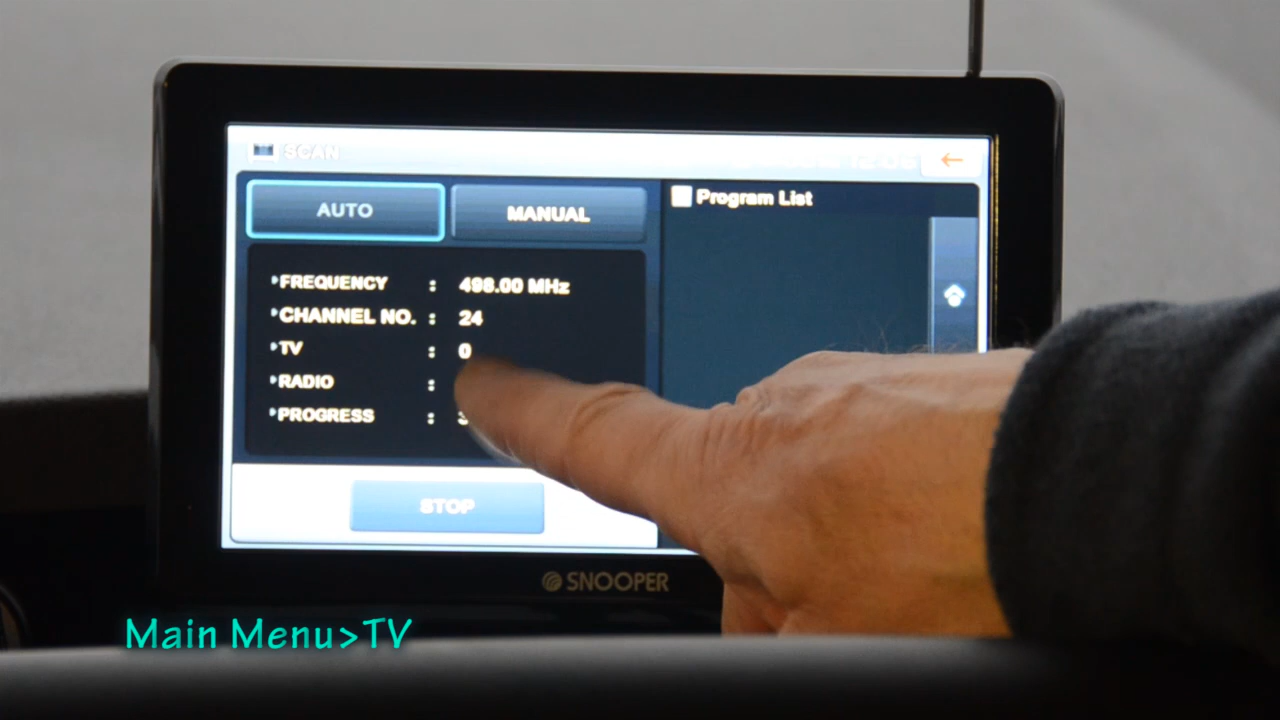 SCAN
AUTO
MANUAL
Program List
FREQUENCY : 498.00 MHz
CHANNEL NO. : 24
TV : 0
RADIO :
PROGRESS :
STOP
SNOOPER
Main Menu>TV